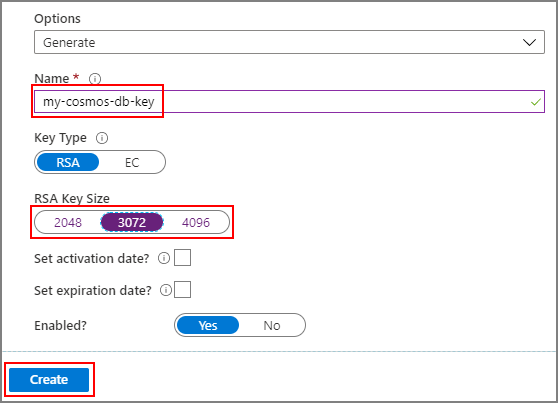 Options
Generate
Name *
my-cosmos-db-key
Key Type
RSA EC
RSA Key Size
2048 3072 4096
Set activation date?
Set expiration date?
Enabled? Yes No
Create